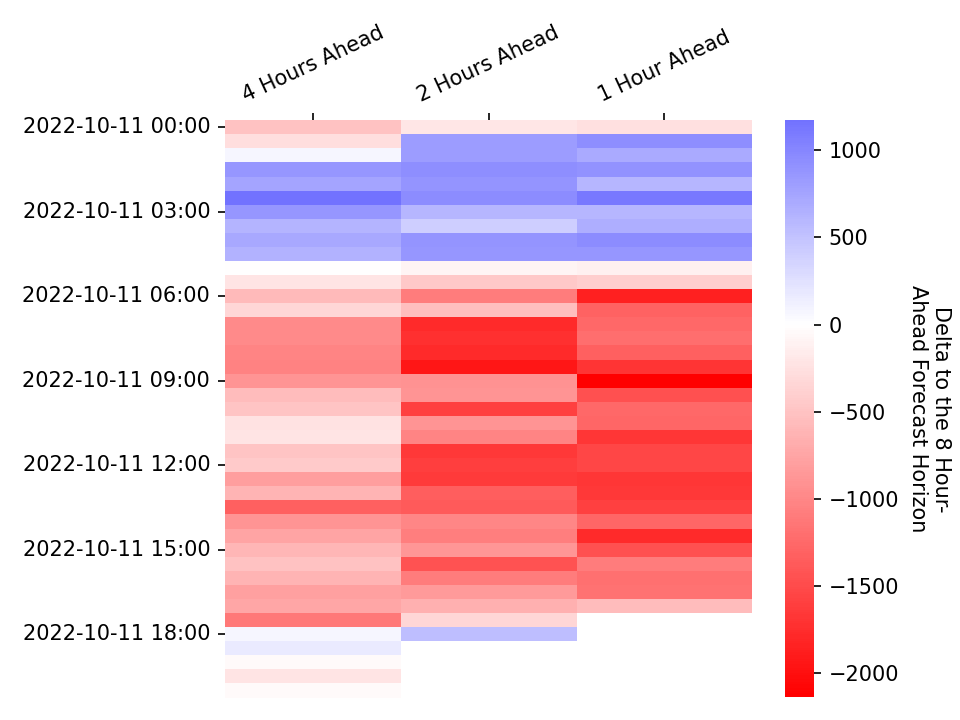 4 Hours Ahead
2 Hours Ahead
1 Hour Ahead
2022-10-11 00:00
2022-10-11 03:00
2022-10-11 06:00
2022-10-11 09:00
2022-10-11 12:00
2022-10-11 15:00
2022-10-11 18:00
1000
500
0
−500
−1000
−1500
−2000
Delta to the 8 Hour-
Ahead Forecast Horizon